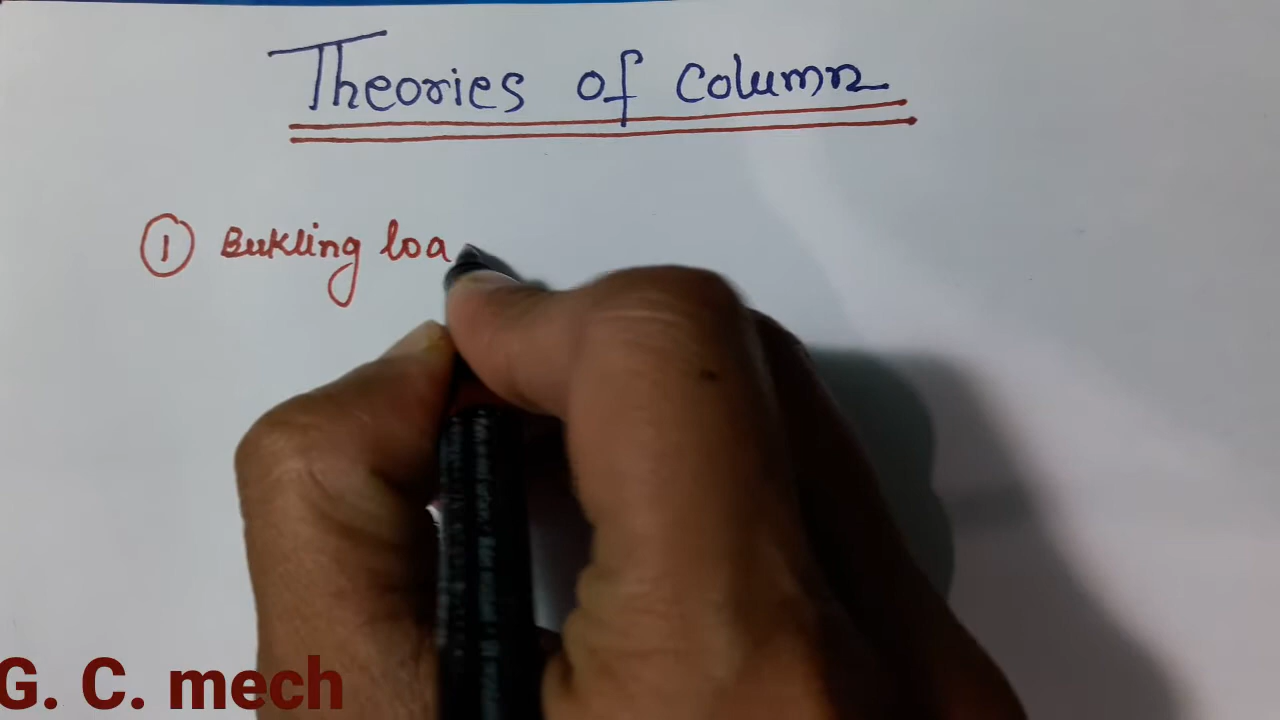 Theories of column
① Bukling loa
G. C. mech